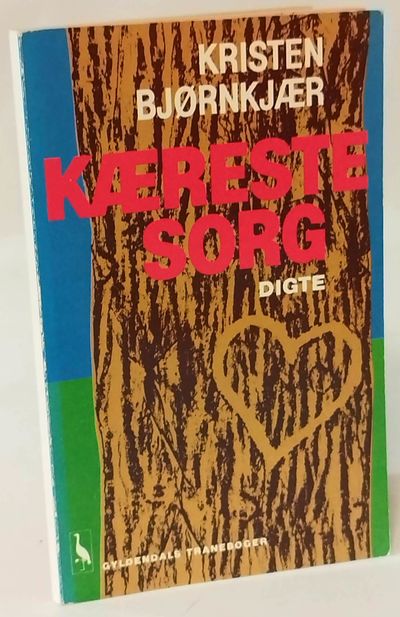 KRISTEN
BJØRNKJÆR
KÆRESTE
SORG
DIGTE
GYLDENDALS TRANEBØGER